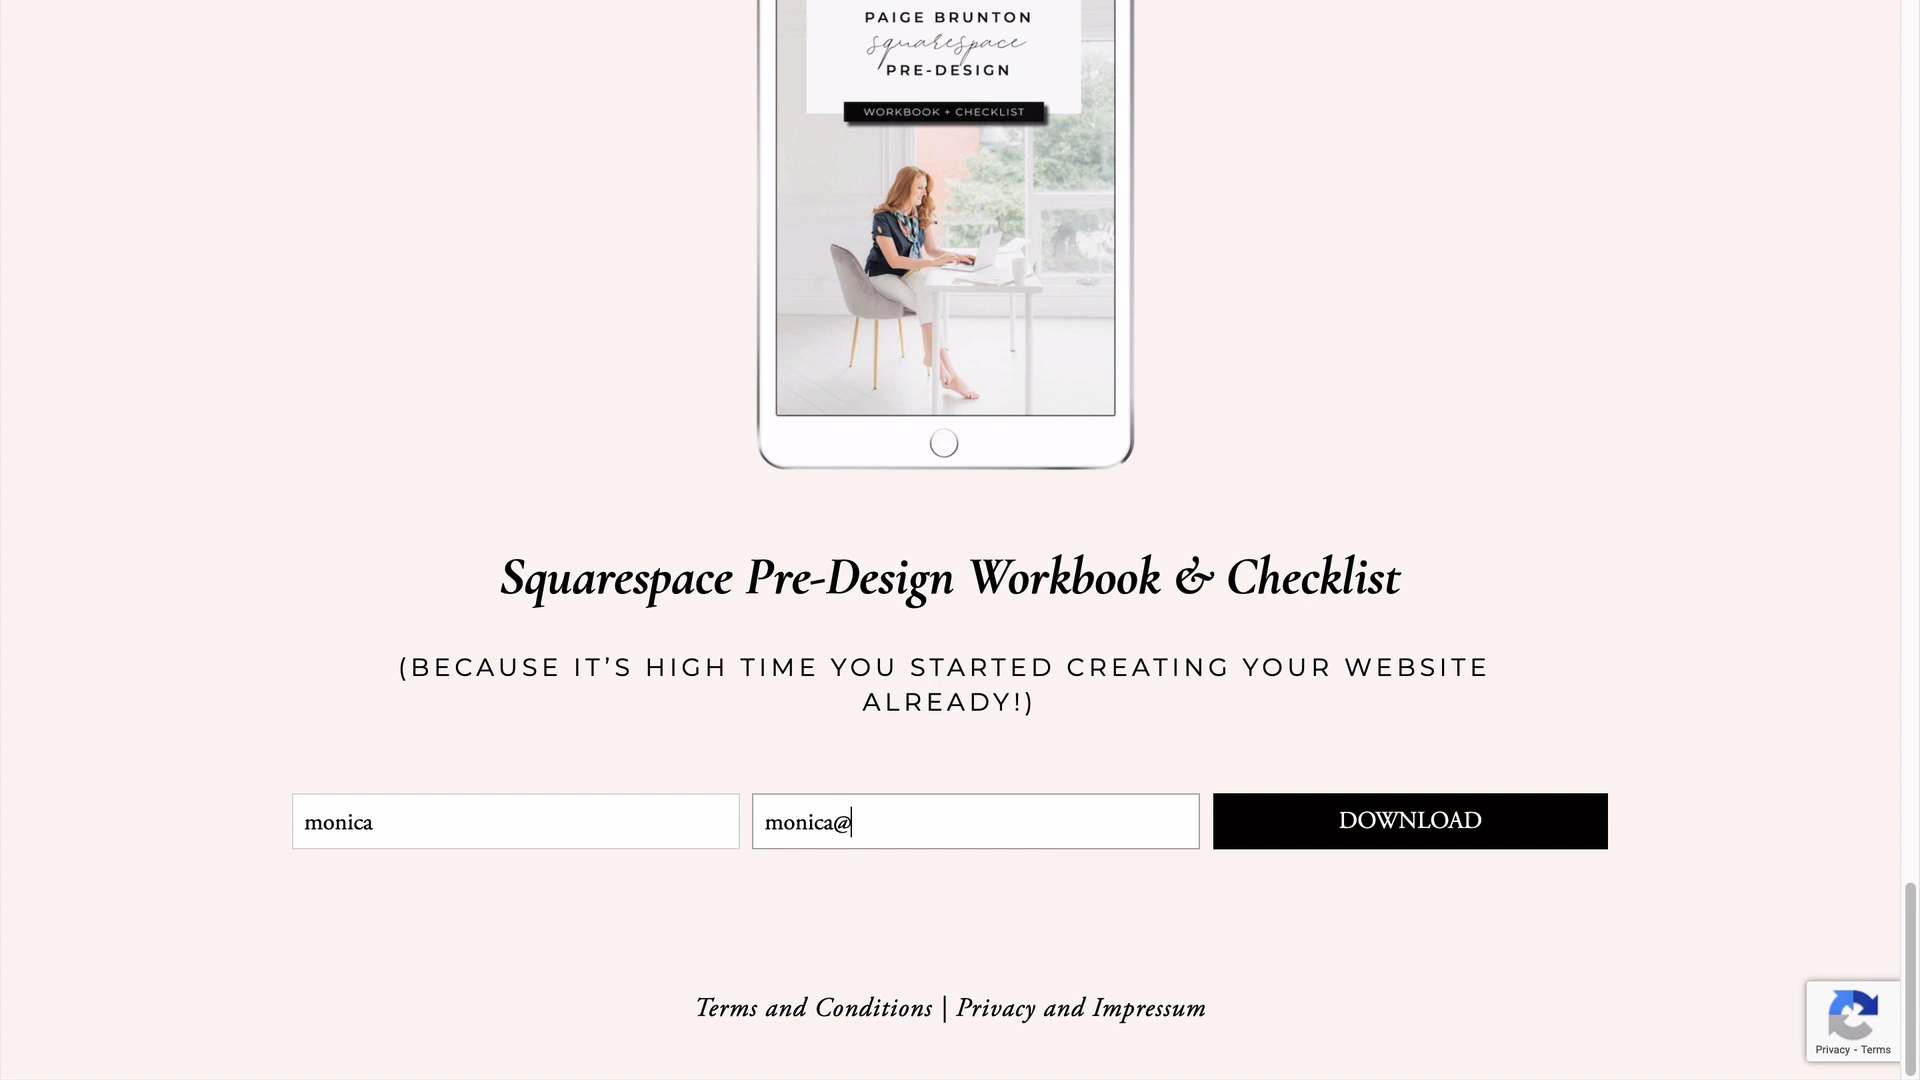 PAIGE BRUNTON
squarespace
PRE-DESIGN
WORKBOOK + CHECKLIST
Squarespace Pre-Design Workbook & Checklist
(BECAUSE IT’S HIGH TIME YOU STARTED CREATING YOUR WEBSITE
ALREADY!)
monica
monica@
DOWNLOAD
Terms and Conditions | Privacy and Impressum
Privacy - Terms